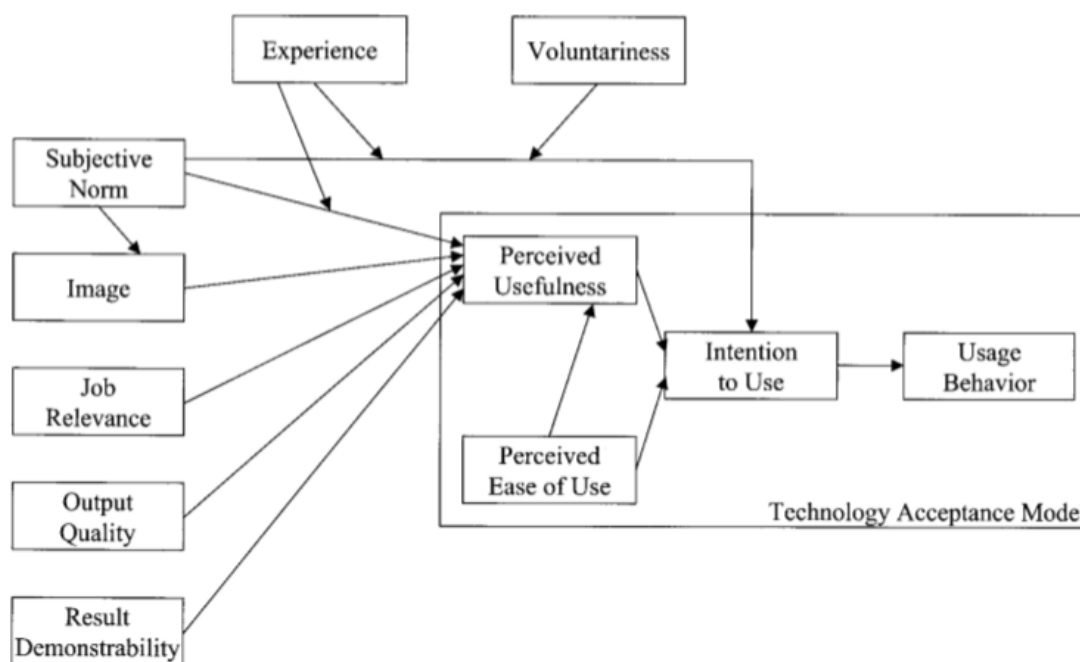 Experience
Voluntariness
Subjective
Norm
Image
Job
Relevance
Output
Quality
Result
Demonstrability
Perceived
Usefulness
Perceived
Ease of Use
Intention
to Use
Usage
Behavior
Technology Acceptance Mode